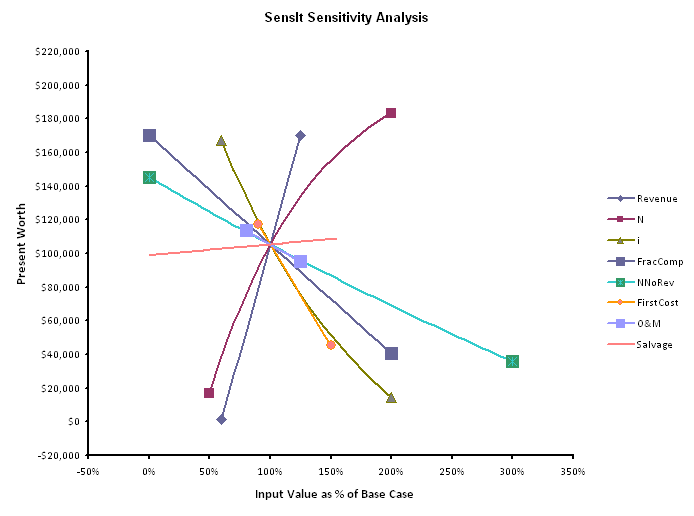 SensIt Sensitivity Analysis
$220,000
$200,000
$180,000
$160,000
$140,000
$120,000
$100,000
$80,000
$60,000
$40,000
$20,000
$0
-$20,000
Present Worth
-50%
0%
50%
100%
150%
200%
250%
300%
350%
Input Value as % of Base Case
Revenue
N
i
FracComp
NNoRev
FirstCost
O&M
Salvage